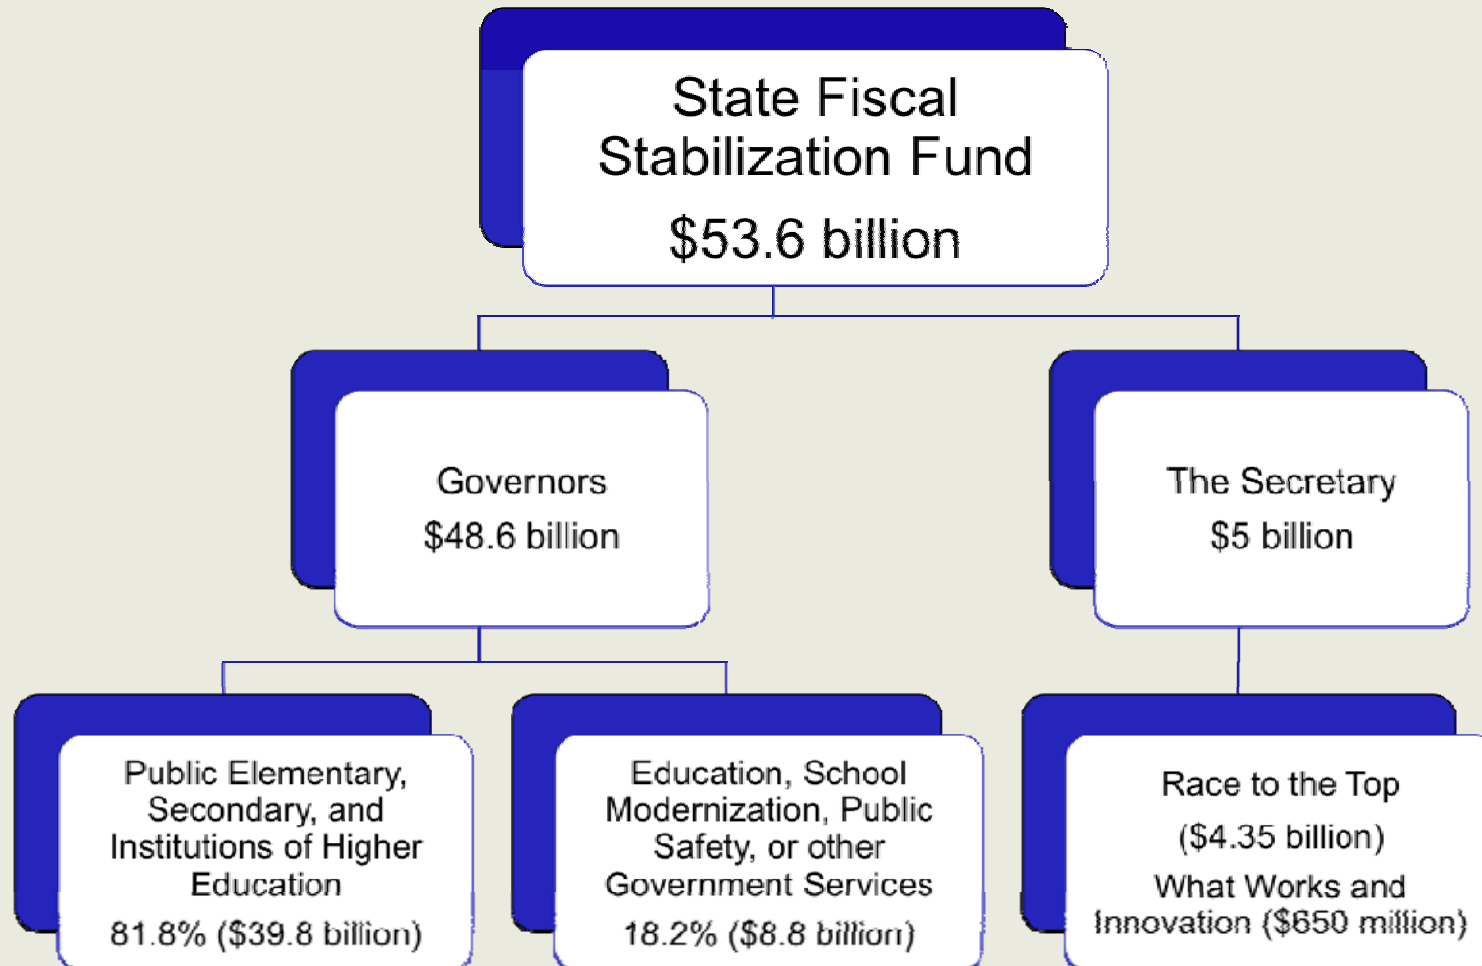 State Fiscal
Stabilization Fund
$53.6 billion
Governors
$48.6 billion
The Secretary
$5 billion
Public Elementary,
Secondary, and
Institutions of Higher
Education
81.8% ($39.8 billion)
Education, School
Modernization, Public
Safety, or other
Government Services
18.2% ($8.8 billion)
Race to the Top
($4.35 billion)
What Works and
Innovation ($650 million)